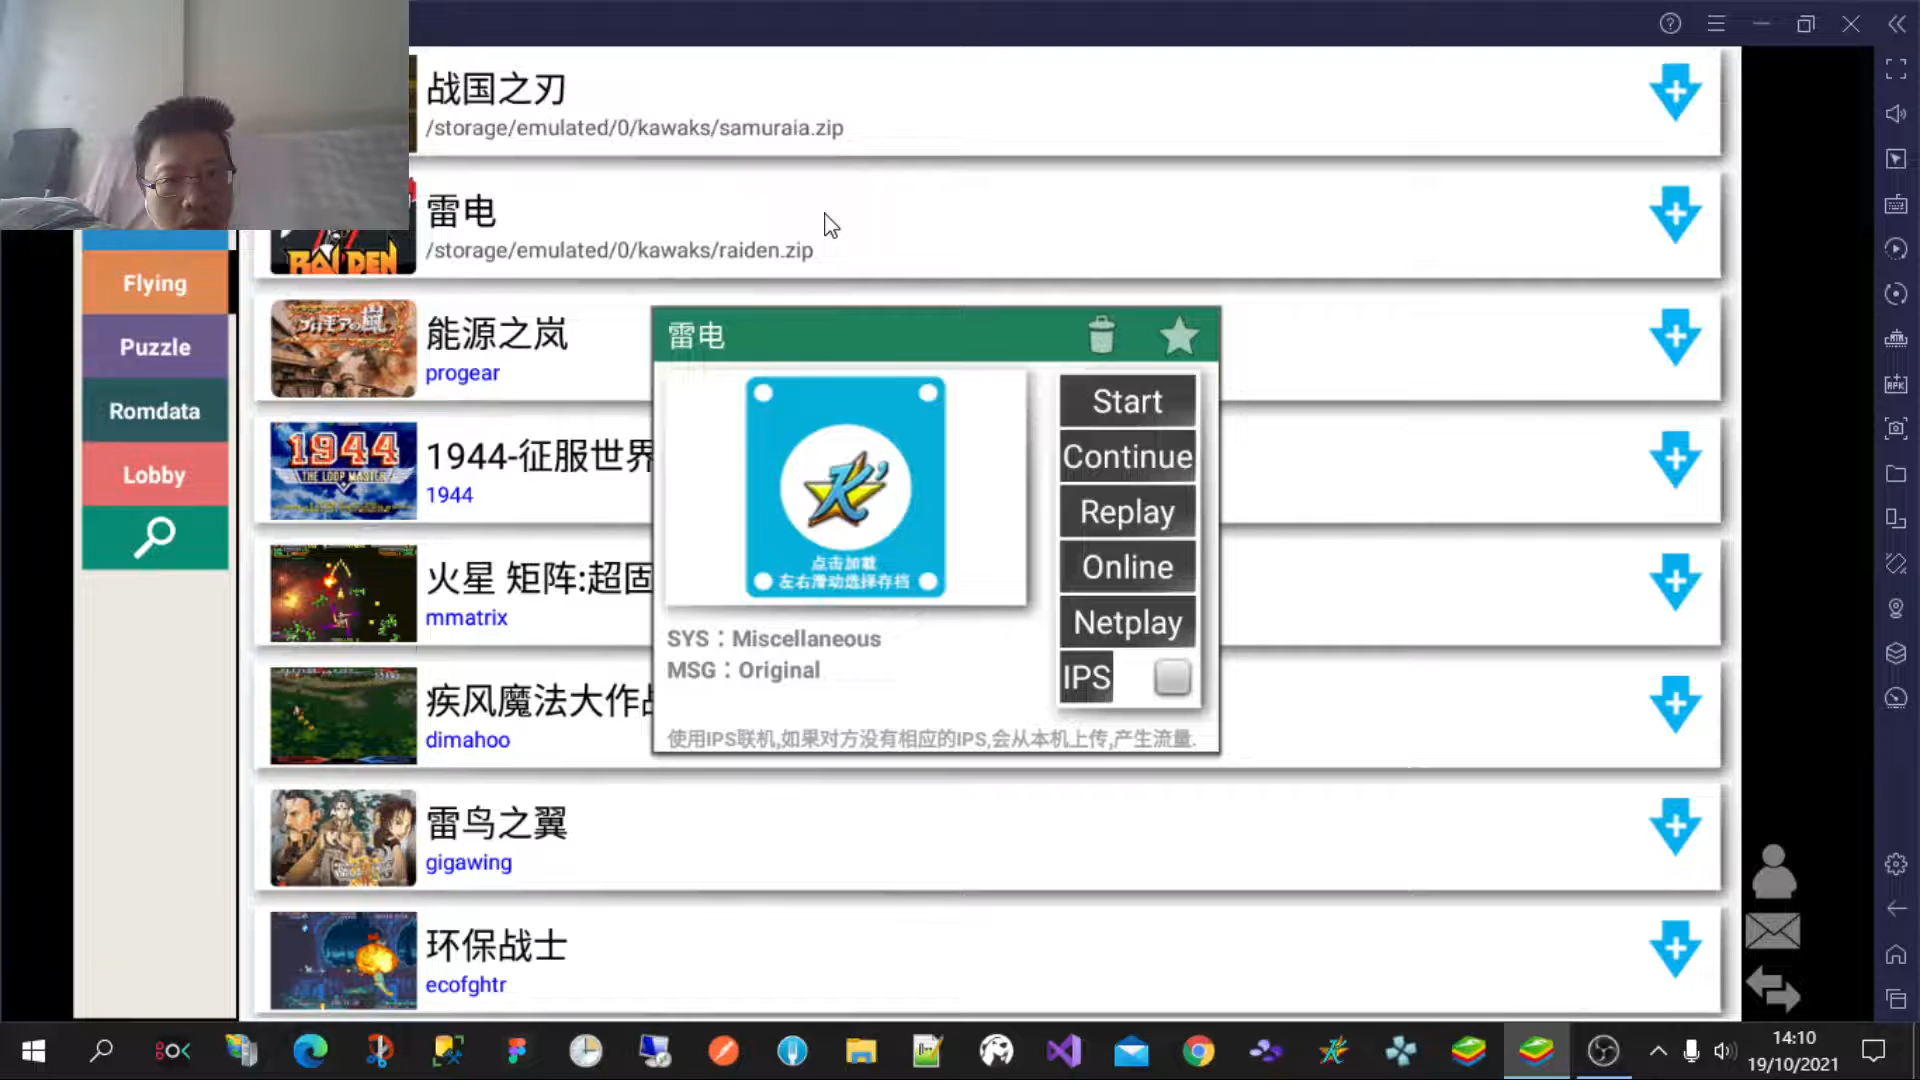 战国之刃
/storage/emulated/0/kawaks/samuraia.zip
雷电
/storage/emulated/0/kawaks/raiden.zip
RAIDEN
Flying
Puzzle
Romdata
Lobby
能源之岚
progear
1944
THE LOOP MASTER
1944-征服世界
1944
火星 矩阵:超固
mmatrix
疾风魔法大作
dimahoo
雷鸟之翼
gigawing
环保战士
ecofghtr
雷电
K'
点击加载
左右滑动选择存档
Start
Continue
Replay
Online
Netplay
IPS
SYS：Miscellaneous
MSG：Original
使用IPS联机,如果对方没有相应的IPS,会从本机上传,产生流量.
14:10
19/10/2021